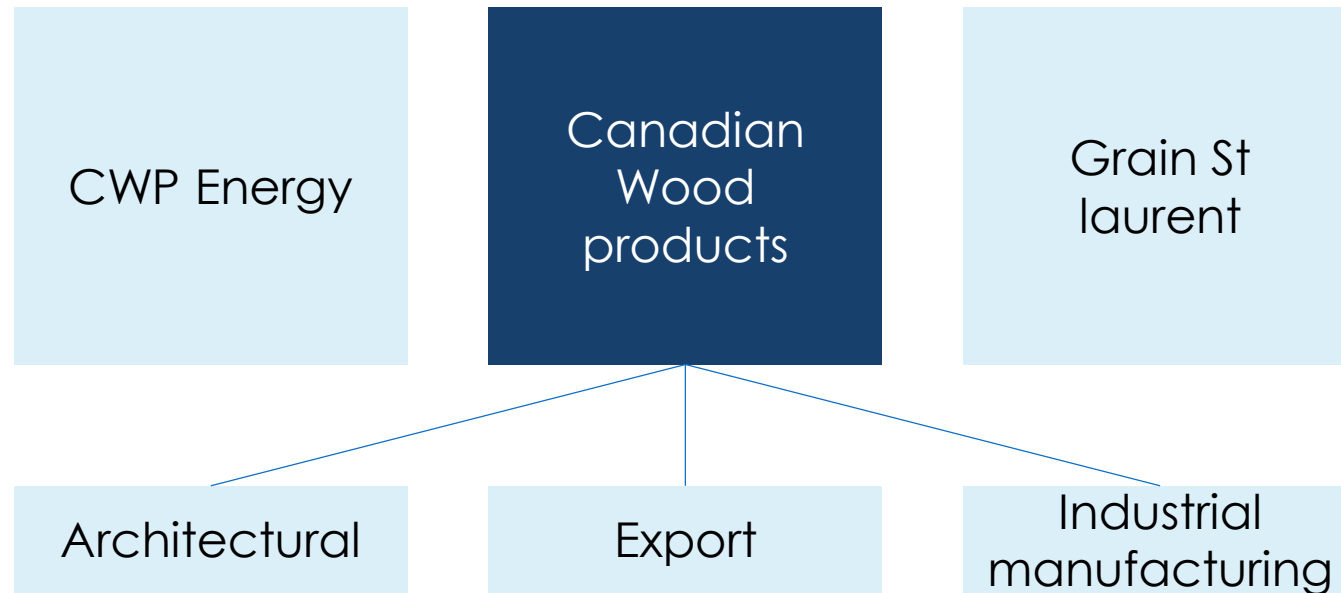 CWP Energy
Canadian
Wood
products
Grain St
laurent
Architectural
Export
Industrial
manufacturing